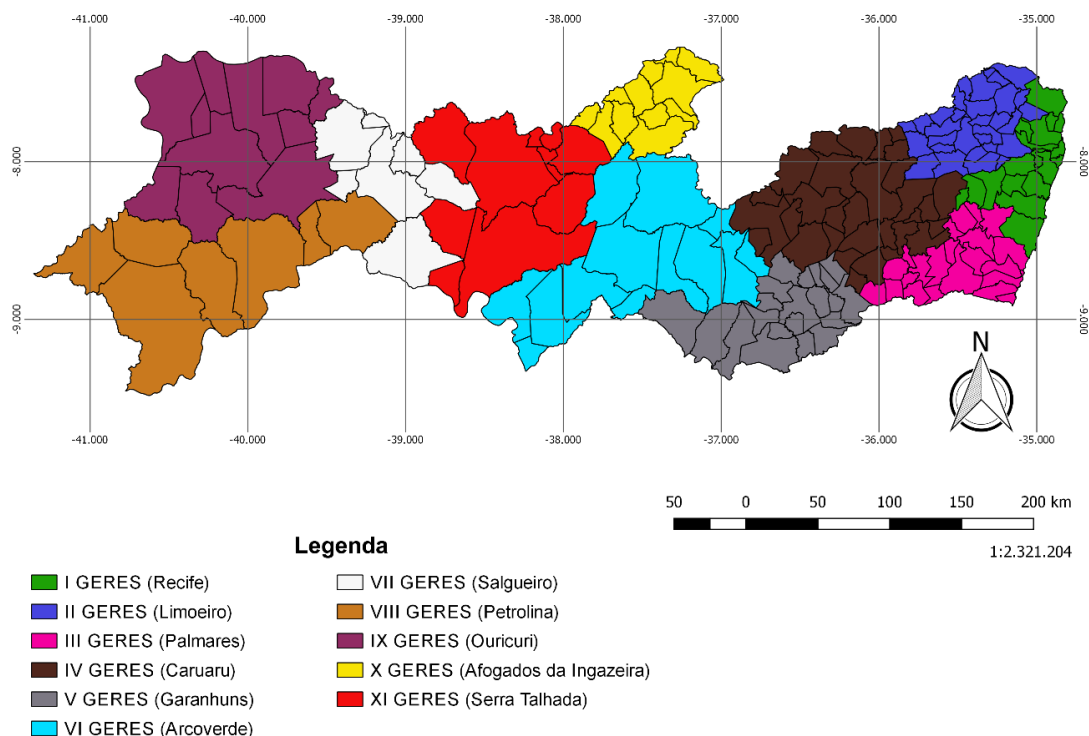 -41.000 -40.000 -39.000 -38.000 -37.000 -36.000 -35.000
-8.000 -8.000
-9.000 -9.000
N
-41.000 -40.000 -39.000 -38.000 -37.000 -36.000 -35.000
50 0 50 100 150 200 km
1:2.321.204
Legenda
I GERES (Recife)
II GERES (Limoeiro)
III GERES (Palmares)
IV GERES (Caruaru)
V GERES (Garanhuns)
VI GERES (Arcoverde)
VII GERES (Salgueiro)
VIII GERES (Petrolina)
IX GERES (Ouricuri)
X GERES (Afogados da Ingazeira)
XI GERES (Serra Talhada)